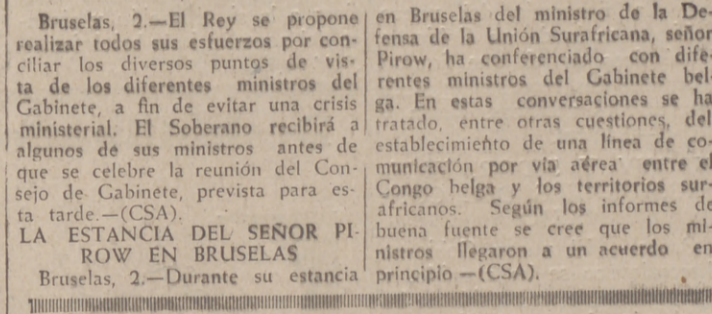 Bruselas, 2.—El Rey se propone
realizar todos sus esfuerzos por con-
ciliar los diversos puntos de vis-
ta de los diferentes ministros del
Gabinete, a fin de evitar una crisis
ministerial. El Soberano recibirá a
algunos de sus ministros antes de
que se celebre la reunión del Con-
sejo de Gabinete, prevista para es-
ta tarde.—(CSA).
LA ESTANCIA DEL SEÑOR PI-
ROW EN BRUSELAS
Bruselas, 2.—Durante su estancia
en Bruselas del ministro de la De-
fensa de la Unión Surafricana, señor
Pirow, ha conferenciado con dife-
rentes ministros del Gabinete bel-
ga. En estas conversaciones se ha
tratado, entre otras cuestiones, del
establecimiento de una línea de co-
municación por vía aérea entre el
Congo belga y los territorios sur-
africanos. Según los informes de
buena fuente se cree que los mi-
nistros llegaron a un acuerdo en
principio —(CSA).